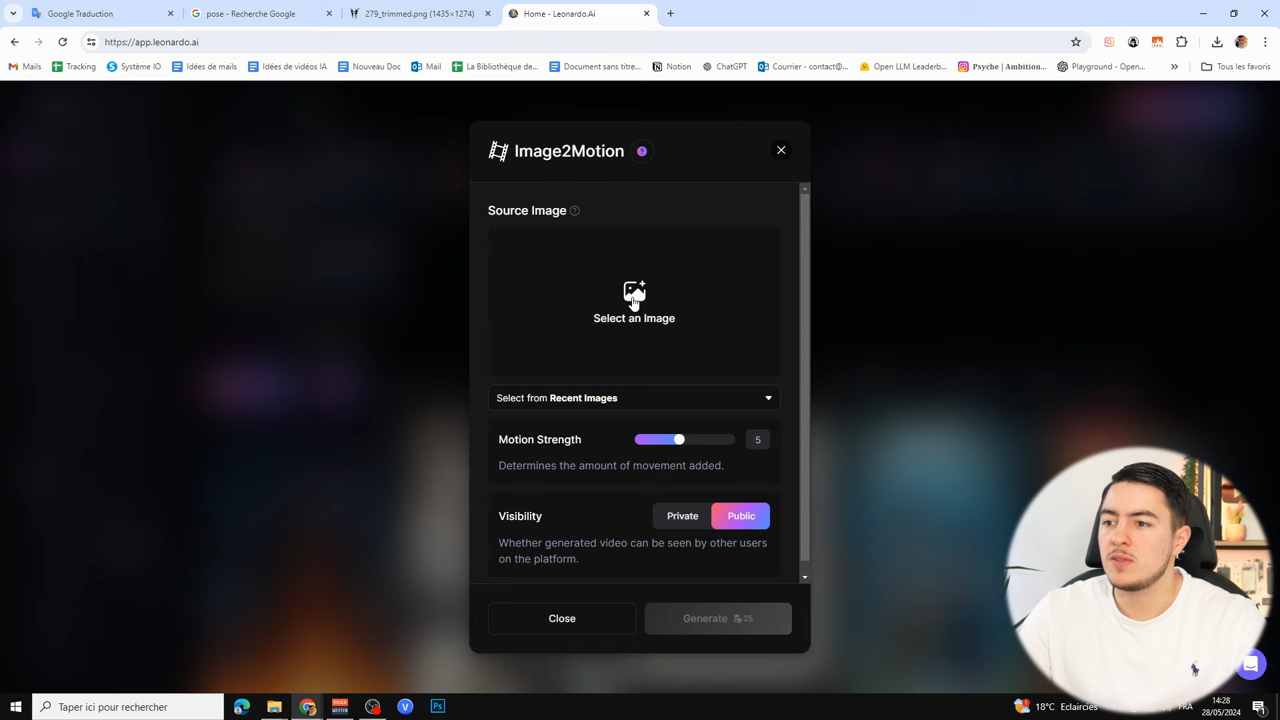 Google Traduction
pose - Recherche Google
279_trimmed.png (1435×1274)
Home - Leonardo.Ai
https://app.leonardo.ai
Mails
Tracking
Système IO
Idées de mails
Idées de vidéos IA
Nouveau Doc
Mail
La Bibliothèque de...
Document sans titre...
Notion
ChatGPT
Courrier - contact@...
Open LLM Leaderb...
Psyche | Ambition...
Playground - Open...
Tous les favoris
Image2Motion
Source Image
Select an Image
Select from Recent Images
Motion Strength
5
Determines the amount of movement added.
Visibility
Private
Public
Whether generated video can be seen by other users
on the platform.
Close
Generate 25
Taper ici pour rechercher
Ps
18°C Eclaircies
FRA
14:28
28/05/2024